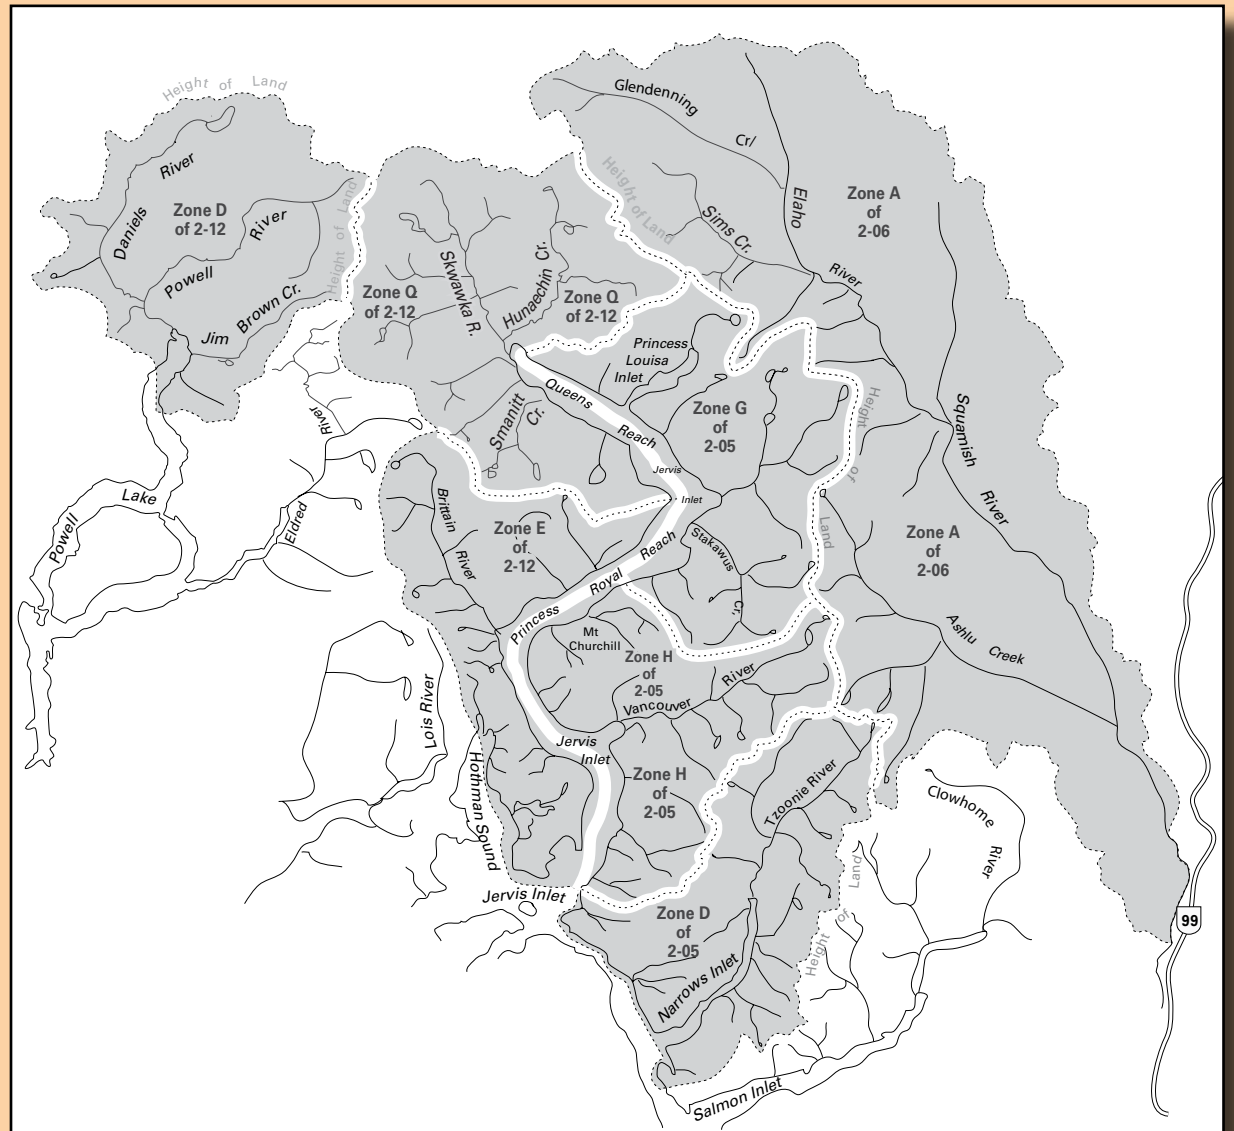 Height of Land
Glendenning
Cr/
Daniels
River
Zone D
of 2-12
River
Powell
Jim
Brown Cr.
Height of Land
Height of Land
Sims Cr.
Elaho
River
Zone A
of
2-06
Zone Q
of 2-12
Skwawka R.
Hunaechin Cr.
Zone Q
of 2-12
Princess
Louisa
Inlet
Queens
Reach
Smanitt
Cr.
Zone G
of
2-05
Height
of
Land
Squamish
River
Jervis
Inlet
River
Eldred
Lake
Powell
Brittain
River
Zone E
of
2-12
Stakawus
Cr.
Princess
Royal
Reach
Zone A
of
2-06
Ashlu
Creek
Mt
Churchill
Zone H
of
2-05
Vancouver
River
Lois River
Hothman Sound
Jervis
Inlet
Zone H
of
2-05
Tzoonie River
Clowhome
River
Jervis Inlet
Zone D
of
2-05
Height of Land
Narrows Inlet
Salmon Inlet
99